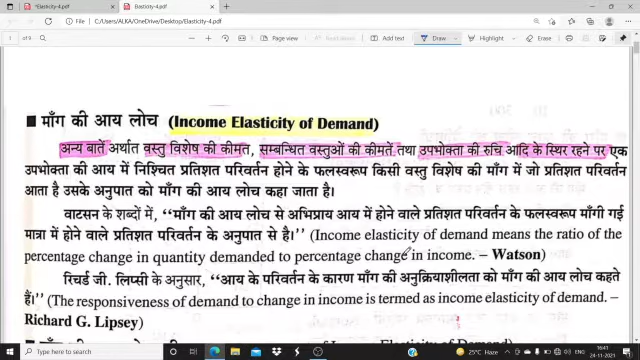 *Elasticity-4.pdf
Elasticity-4.pdf
File C:/Users/ALKA/OneDrive/Desktop/Elasticity-4.pdf
1 of 9
Page view
Add text
Draw
Highlight
Erase
■ माँग की आय लोच (Income Elasticity of Demand)
अन्य बातें अर्थात वस्तु विशेष की कीमत, सम्बन्धित वस्तुओं की कीमतें तथा उपभोक्ता की रुचि आदि के स्थिर रहने पर एक
उपभोक्ता की आय में निश्चित प्रतिशत परिवर्तन होने के फलस्वरूप किसी वस्तु विशेष की माँग में जो प्रतिशत परिवर्तन
आता है उसके अनुपात को माँग की आय लोच कहा जाता है।
वाटसन के शब्दों में, “माँग की आय लोच से अभिप्राय आय में होने वाले प्रतिशत परिवर्तन के फलस्वरूप माँगी गई
मात्रा में होने वाले प्रतिशत परिवर्तन के अनुपात से है।” (Income elasticity of demand means the ratio of the
percentage change in quantity demanded to percentage change in income. – Watson)
रिचर्ड जी. लिप्सी के अनुसार, “आय के परिवर्तन के कारण माँग की अनुक्रियाशीलता को माँग की आय लोच कहते
हैं।” (The responsiveness of demand to change in income is termed as income elasticity of demand. –
Richard G. Lipsey)
Type here to search
25°C Haze
16:41
24-11-2021